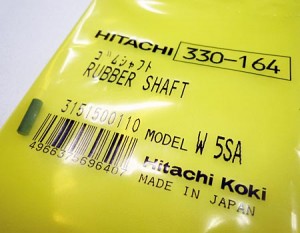 HITACHI 330-164
ゴムシャフト
RUBBER SHAFT
3151500110 MODEL W 5SA
4966375696407 Hitachi Koki
MADE IN JAPAN